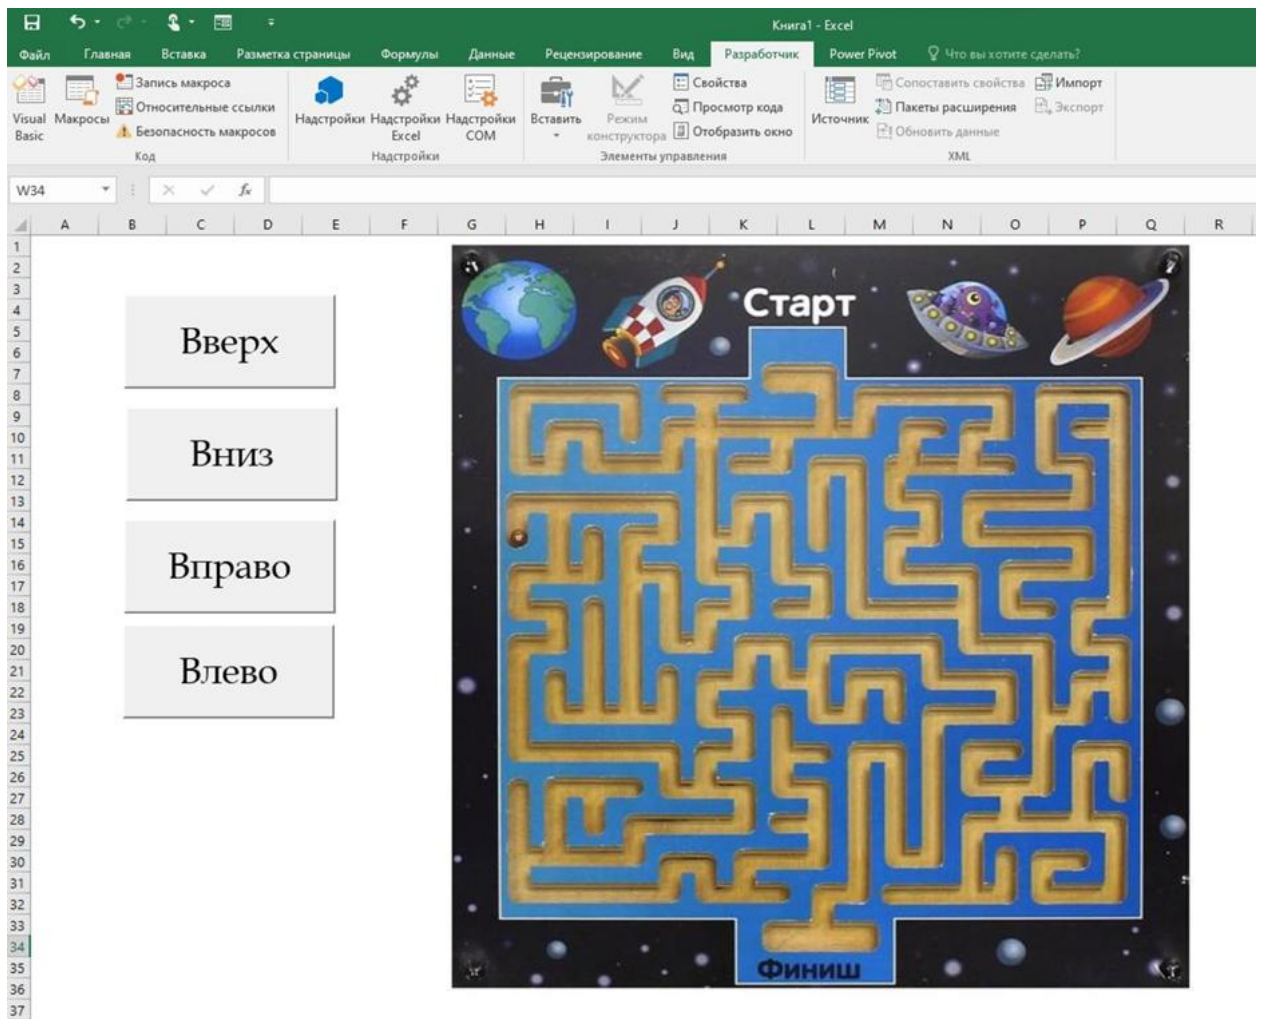 Книга1 - Excel
Файл Главная Вставка Разметка страницы Формулы Данные Рецензирование Вид Разработчик Power Pivot Что вы хотите сделать?
Visual Basic
Макросы
Запись макроса
Относительные ссылки
Безопасность макросов
Код
Надстройки
Надстройки Excel
Надстройки COM
Надстройки
Вставить
Режим конструктора
Свойства
Просмотр кода
Отобразить окно
Элементы управления
Источник
Сопоставить свойства
Пакеты расширения
Обновить данные
Импорт
Экспорт
XML
W34 fx
A B C D E F G H I J K L M N O P Q R
1
2
3
4
5
6
7
8
9
10
11
12
13
14
15
16
17
18
19
20
21
22
23
24
25
26
27
28
29
30
31
32
33
34
35
36
37
Вверх
Вниз
Вправо
Влево
Старт
Финиш